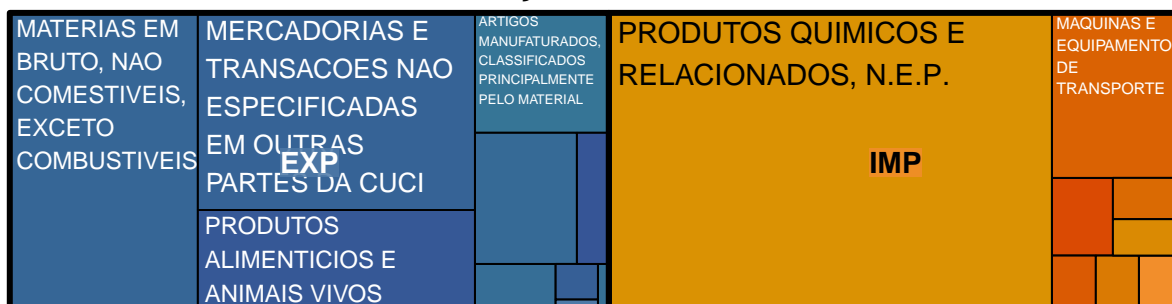 MATERIAS EM
BRUTO, NAO
COMESTIVEIS,
EXCETO
COMBUSTIVEIS
MERCADORIAS E
TRANSACOES NAO
ESPECIFICADAS
EM OUTRAS
PARTES DA CUCI
EXP
PRODUTOS
ALIMENTICIOS E
ANIMAIS VIVOS
ARTIGOS
MANUFATURADOS,
CLASSIFICADOS
PRINCIPALMENTE
PELO MATERIAL
PRODUTOS QUIMICOS E
RELACIONADOS, N.E.P.
IMP
MAQUINAS E
EQUIPAMENTO
DE
TRANSPORTE